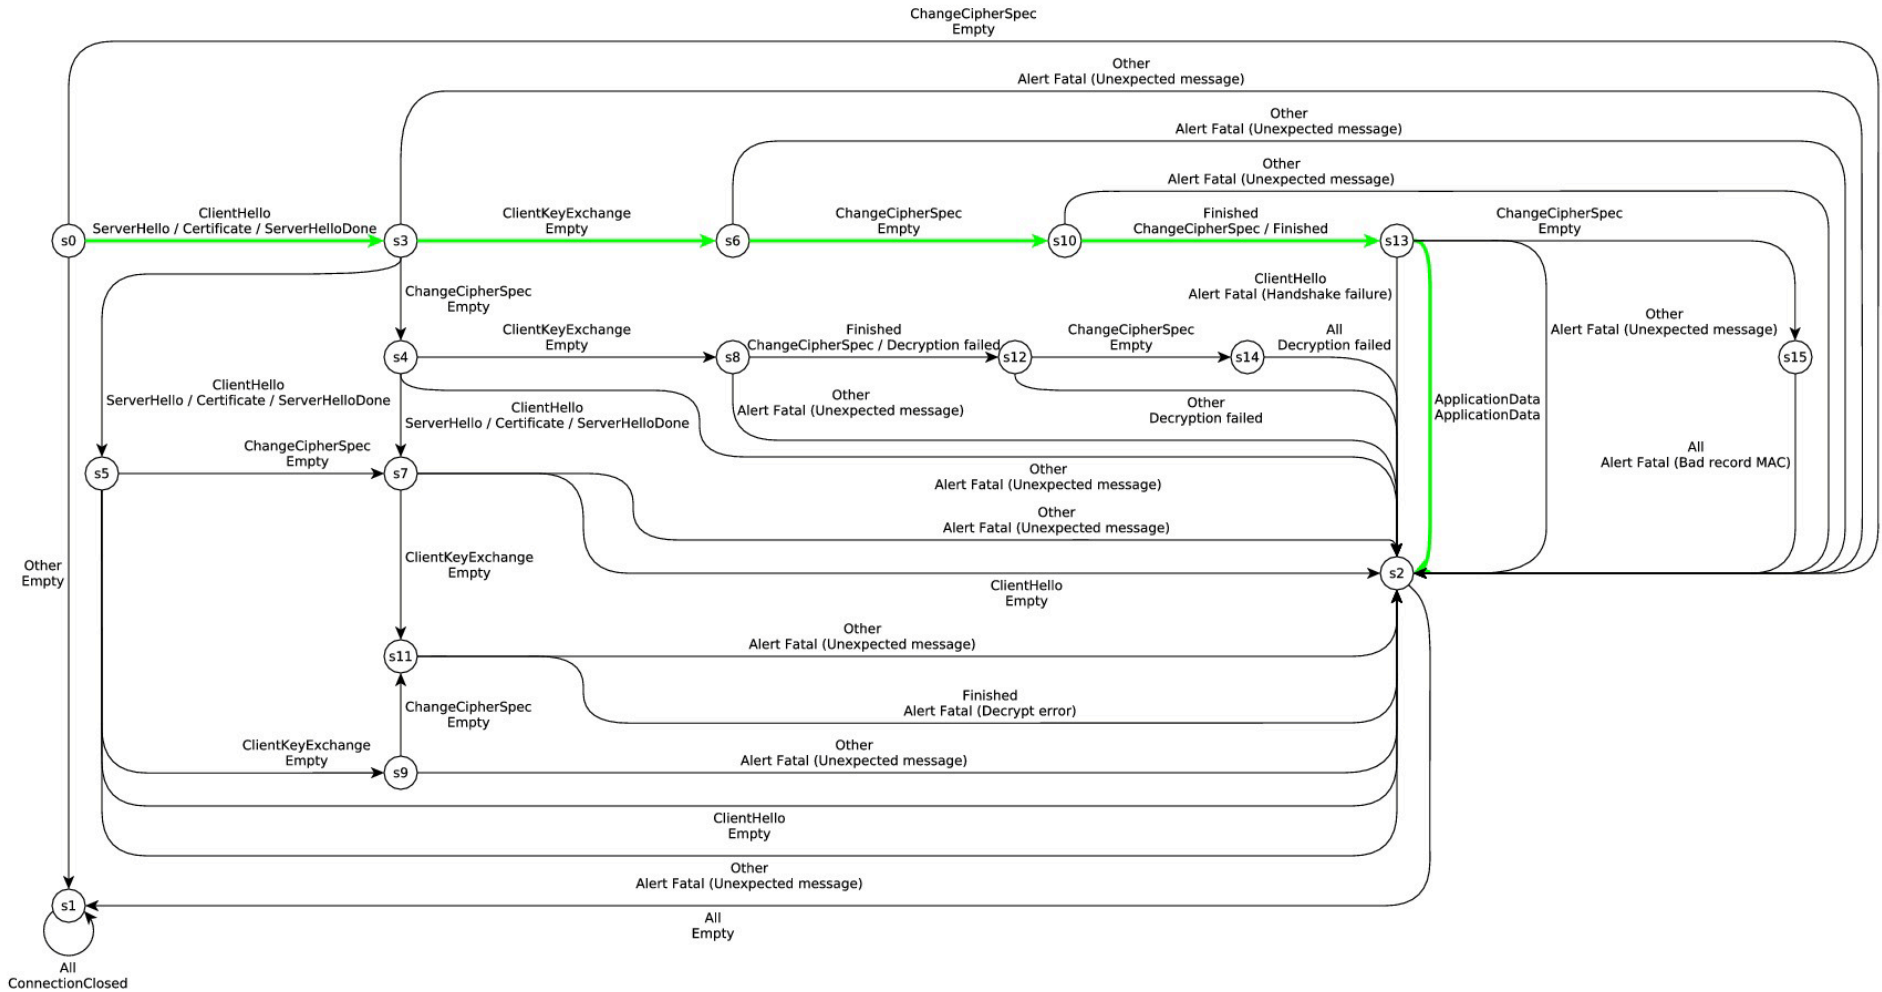 ChangeCipherSpec
Empty
Other
Alert Fatal (Unexpected message)
Other
Alert Fatal (Unexpected message)
Other
Alert Fatal (Unexpected message)
ClientHello
ServerHello / Certificate / ServerHelloDone
ClientKeyExchange
Empty
ChangeCipherSpec
Empty
Finished
ChangeCipherSpec / Finished
ChangeCipherSpec
Empty
s0
s3
s6
s10
s13
ChangeCipherSpec
Empty
ClientHello
Alert Fatal (Handshake failure)
Other
Alert Fatal (Unexpected message)
ClientKeyExchange
Empty
Finished
ChangeCipherSpec / Decryption failed
ChangeCipherSpec
Empty
All
Decryption failed
s4
s8
s12
s14
s15
ClientHello
ServerHello / Certificate / ServerHelloDone
ClientHello
ServerHello / Certificate / ServerHelloDone
Other
Alert Fatal (Unexpected message)
Other
Decryption failed
ApplicationData
ApplicationData
ChangeCipherSpec
Empty
All
Alert Fatal (Bad record MAC)
s5
s7
Other
Alert Fatal (Unexpected message)
Other
Alert Fatal (Unexpected message)
Other
Empty
ClientKeyExchange
Empty
s2
ClientHello
Empty
Other
Alert Fatal (Unexpected message)
s11
ChangeCipherSpec
Empty
Finished
Alert Fatal (Decrypt error)
ClientKeyExchange
Empty
Other
Alert Fatal (Unexpected message)
s9
ClientHello
Empty
Other
Alert Fatal (Unexpected message)
s1
All
Empty
All
ConnectionClosed